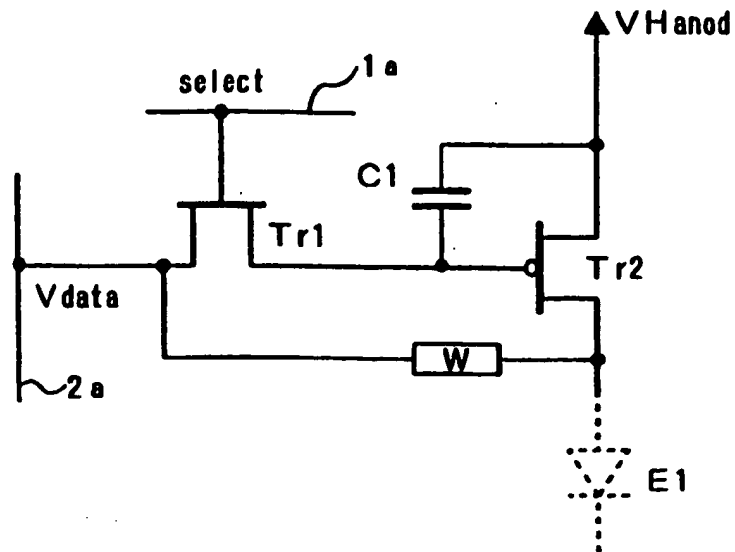 VHanod
select
1a
C1
Tr1
Tr2
Vdata
W
2a
E1